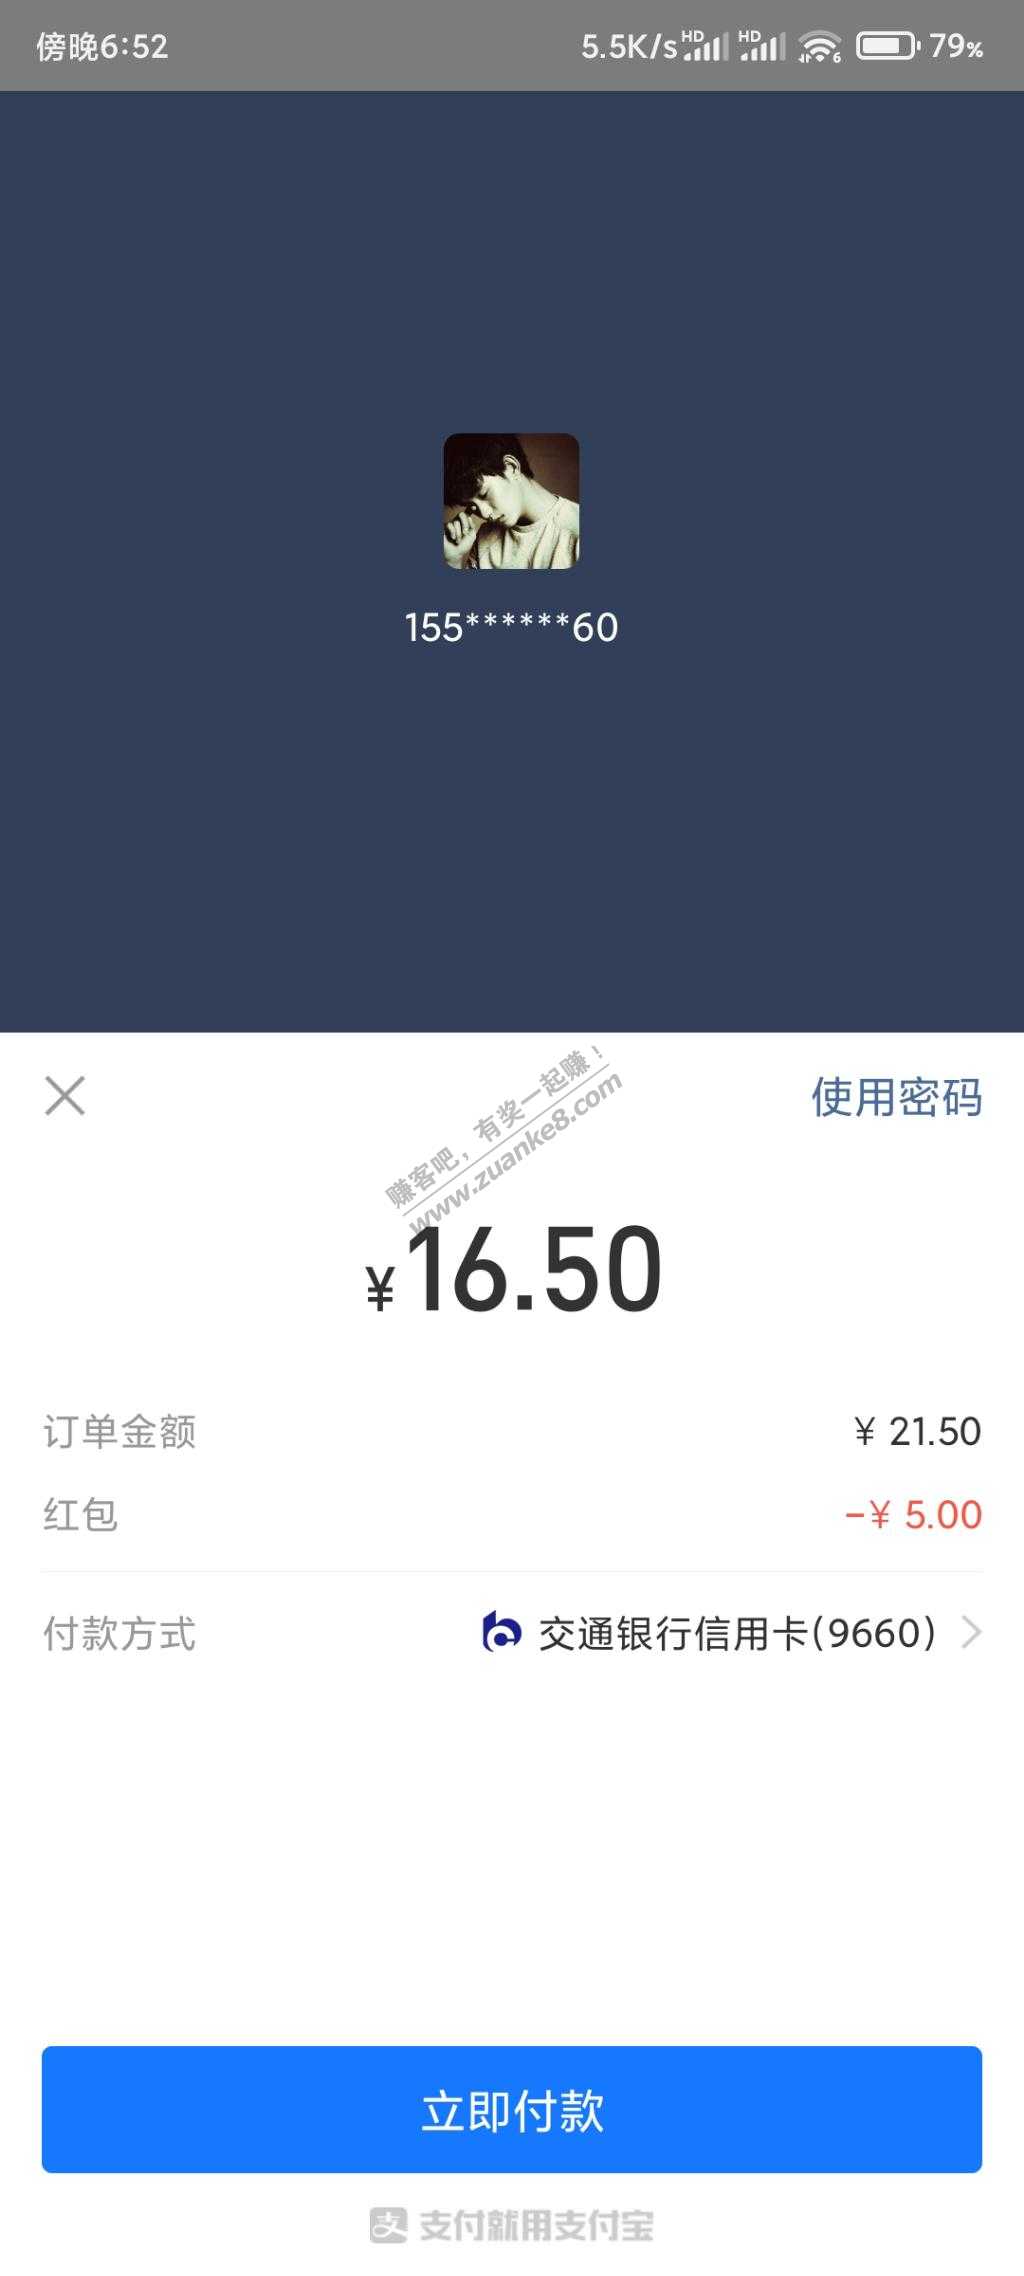 傍晚6:52 5.5K/s HD HD 6 79%
155******60
使用密码
赚客吧，有奖一起赚！
www.zuanke8.com
¥16.50
订单金额 ¥ 21.50
红包 -¥ 5.00
付款方式 交通银行信用卡(9660)
立即付款
支 支付就用支付宝